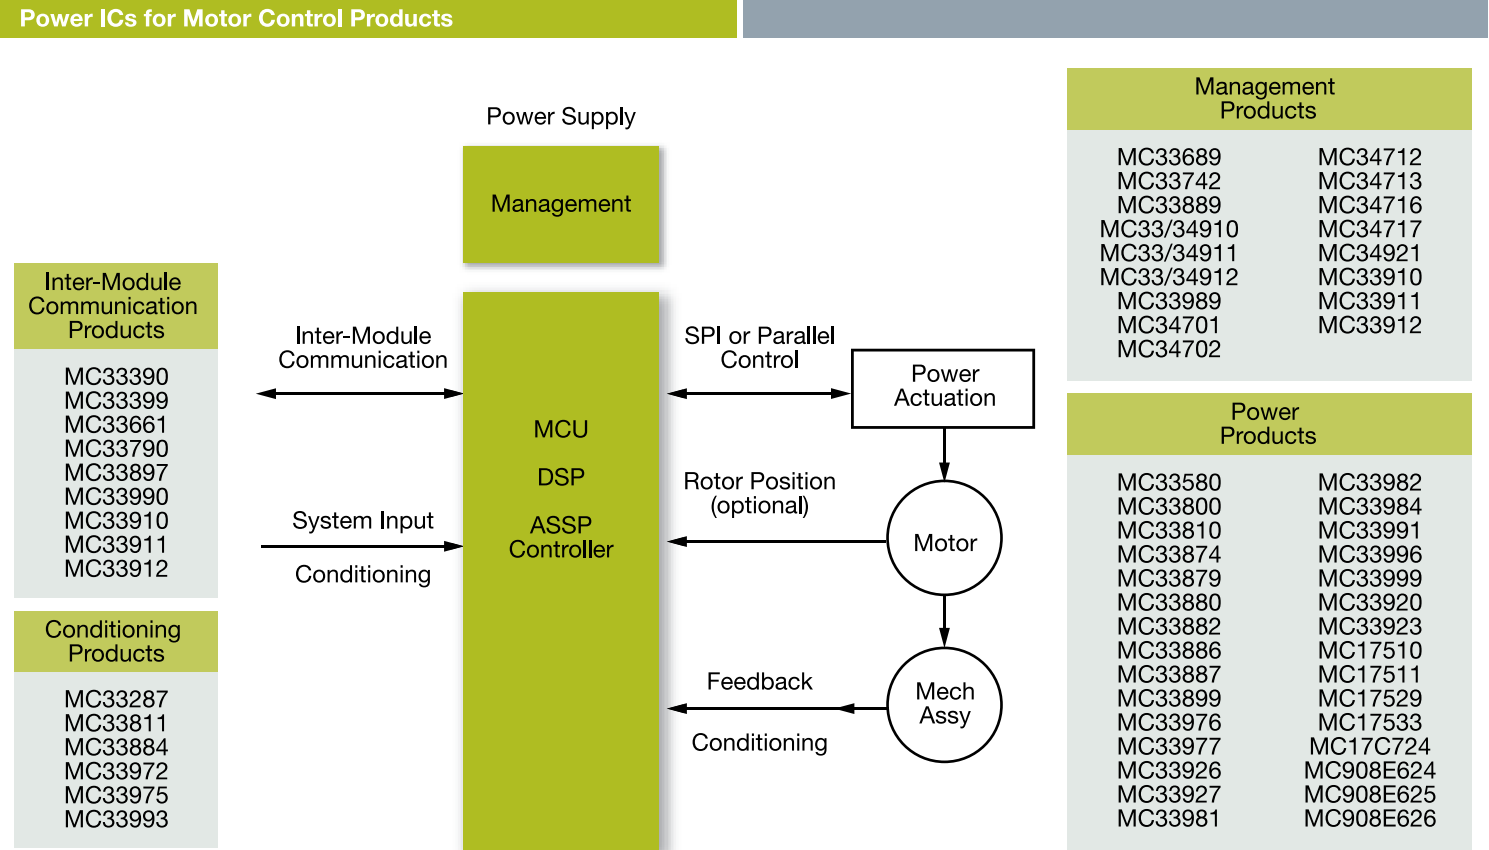 Power ICs for Motor Control Products
Power Supply
Management
Inter-Module
Communication
Products
MC33390
MC33399
MC33661
MC33790
MC33897
MC33990
MC33910
MC33911
MC33912
Conditioning
Products
MC33287
MC33811
MC33884
MC33972
MC33975
MC33993
Inter-Module
Communication
System Input
Conditioning
MCU
DSP
ASSP
Controller
SPI or Parallel
Control
Rotor Position
(optional)
Feedback
Conditioning
Power
Actuation
Motor
Mech
Assy
Management
Products
MC33689
MC33742
MC33889
MC33/34910
MC33/34911
MC33/34912
MC33989
MC34701
MC34702
MC34712
MC34713
MC34716
MC34717
MC34921
MC33910
MC33911
MC33912
Power
Products
MC33580
MC33800
MC33810
MC33874
MC33879
MC33880
MC33882
MC33886
MC33887
MC33899
MC33976
MC33977
MC33926
MC33927
MC33981
MC33982
MC33984
MC33991
MC33996
MC33999
MC33920
MC33923
MC17510
MC17511
MC17529
MC17533
MC17C724
MC908E624
MC908E625
MC908E626